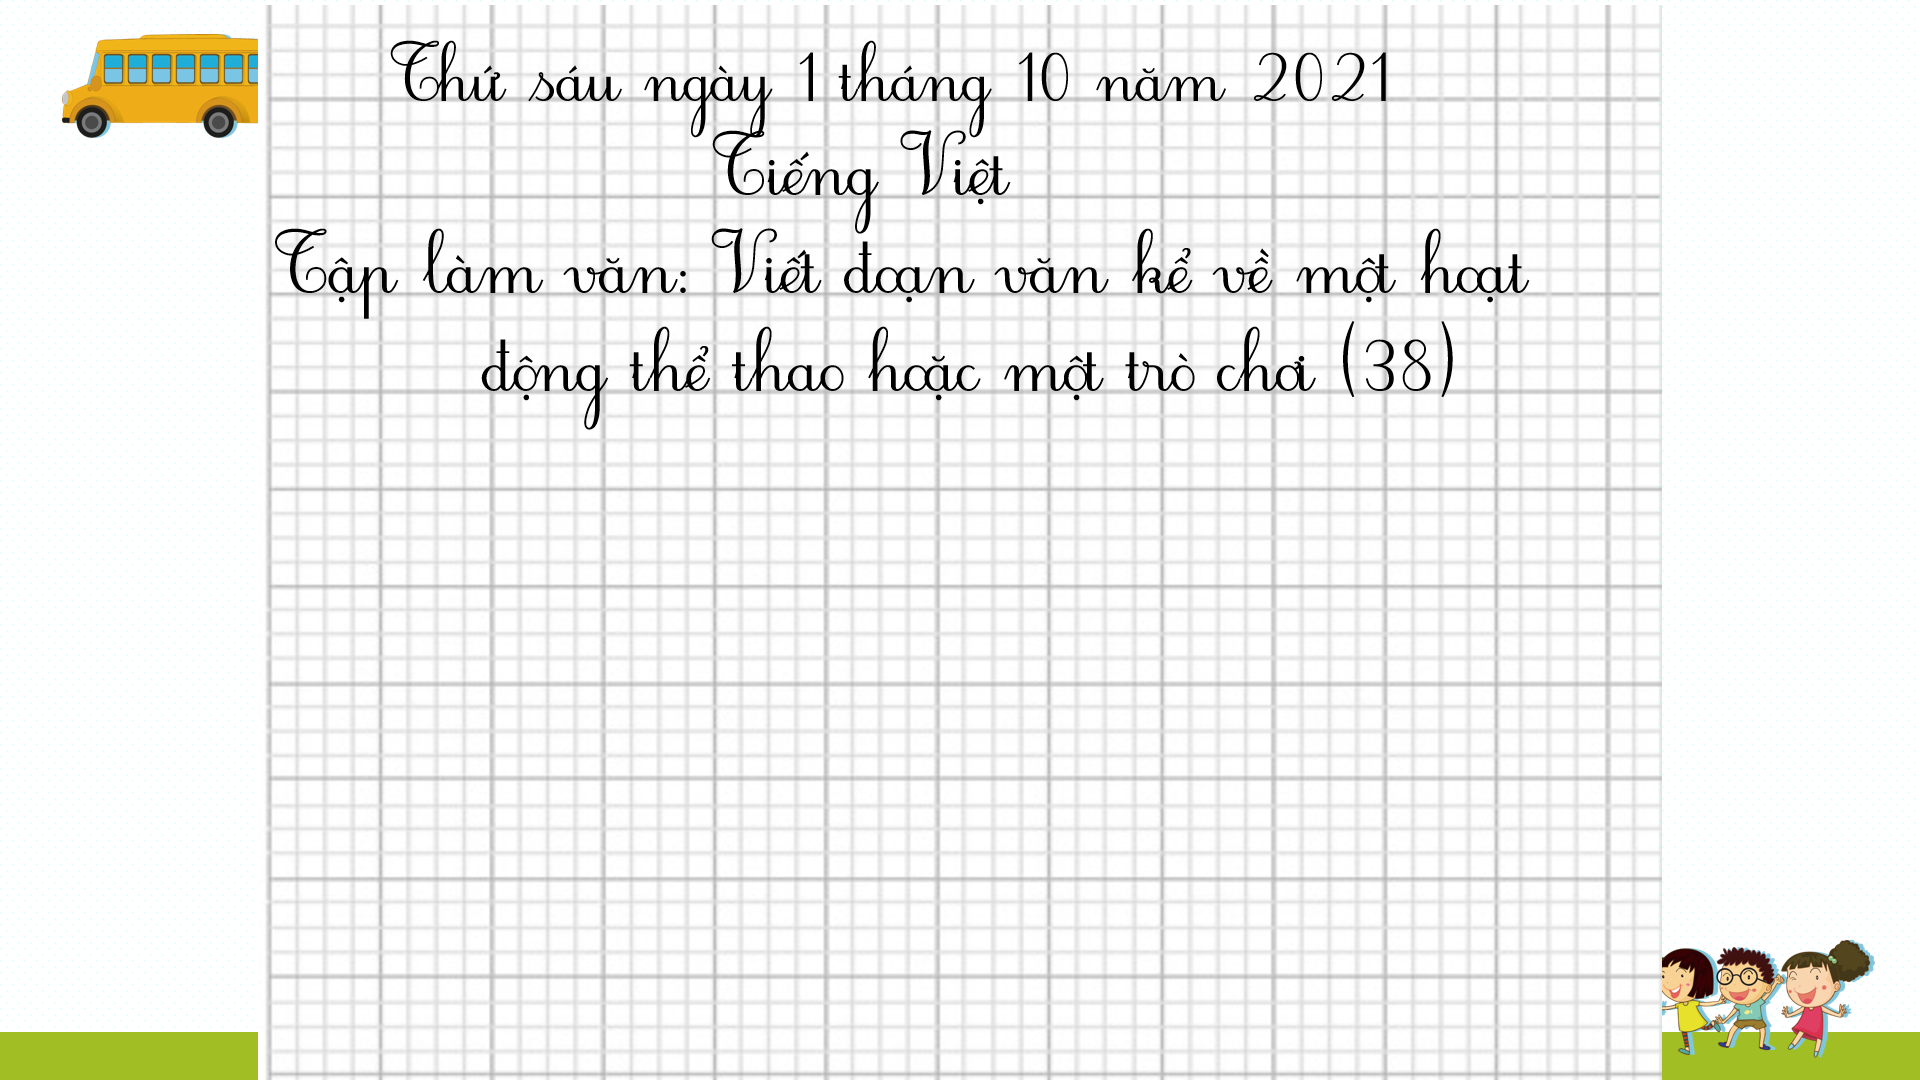 Thứ sáu ngày 1 tháng 10 năm 2021
Tiếng Việt
Tập làm văn: Viết đoạn văn kể về một hoạt
động thể thao hoặc một trò chơi (38)